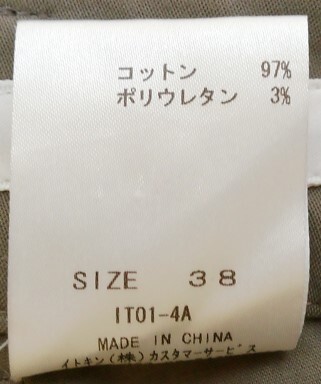 コットン 97%
ポリウレタン 3%
SIZE 38
IT01-4A
MADE IN CHINA
イトキン(株)カスタマーサービス